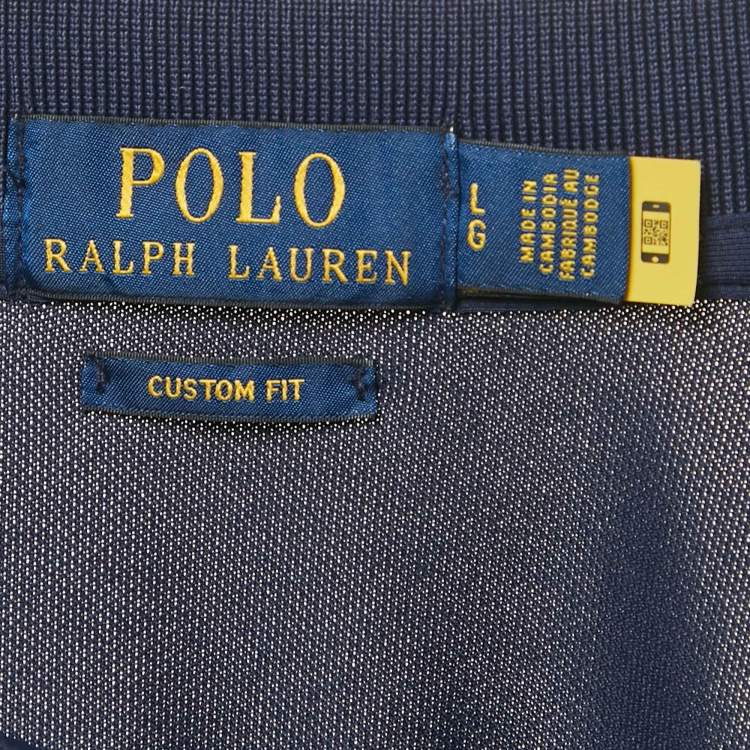 POLO
RALPH LAUREN
L
G
MADE IN
CAMBODIA
FABRIQUÉ AU
CAMBODGE
CUSTOM FIT